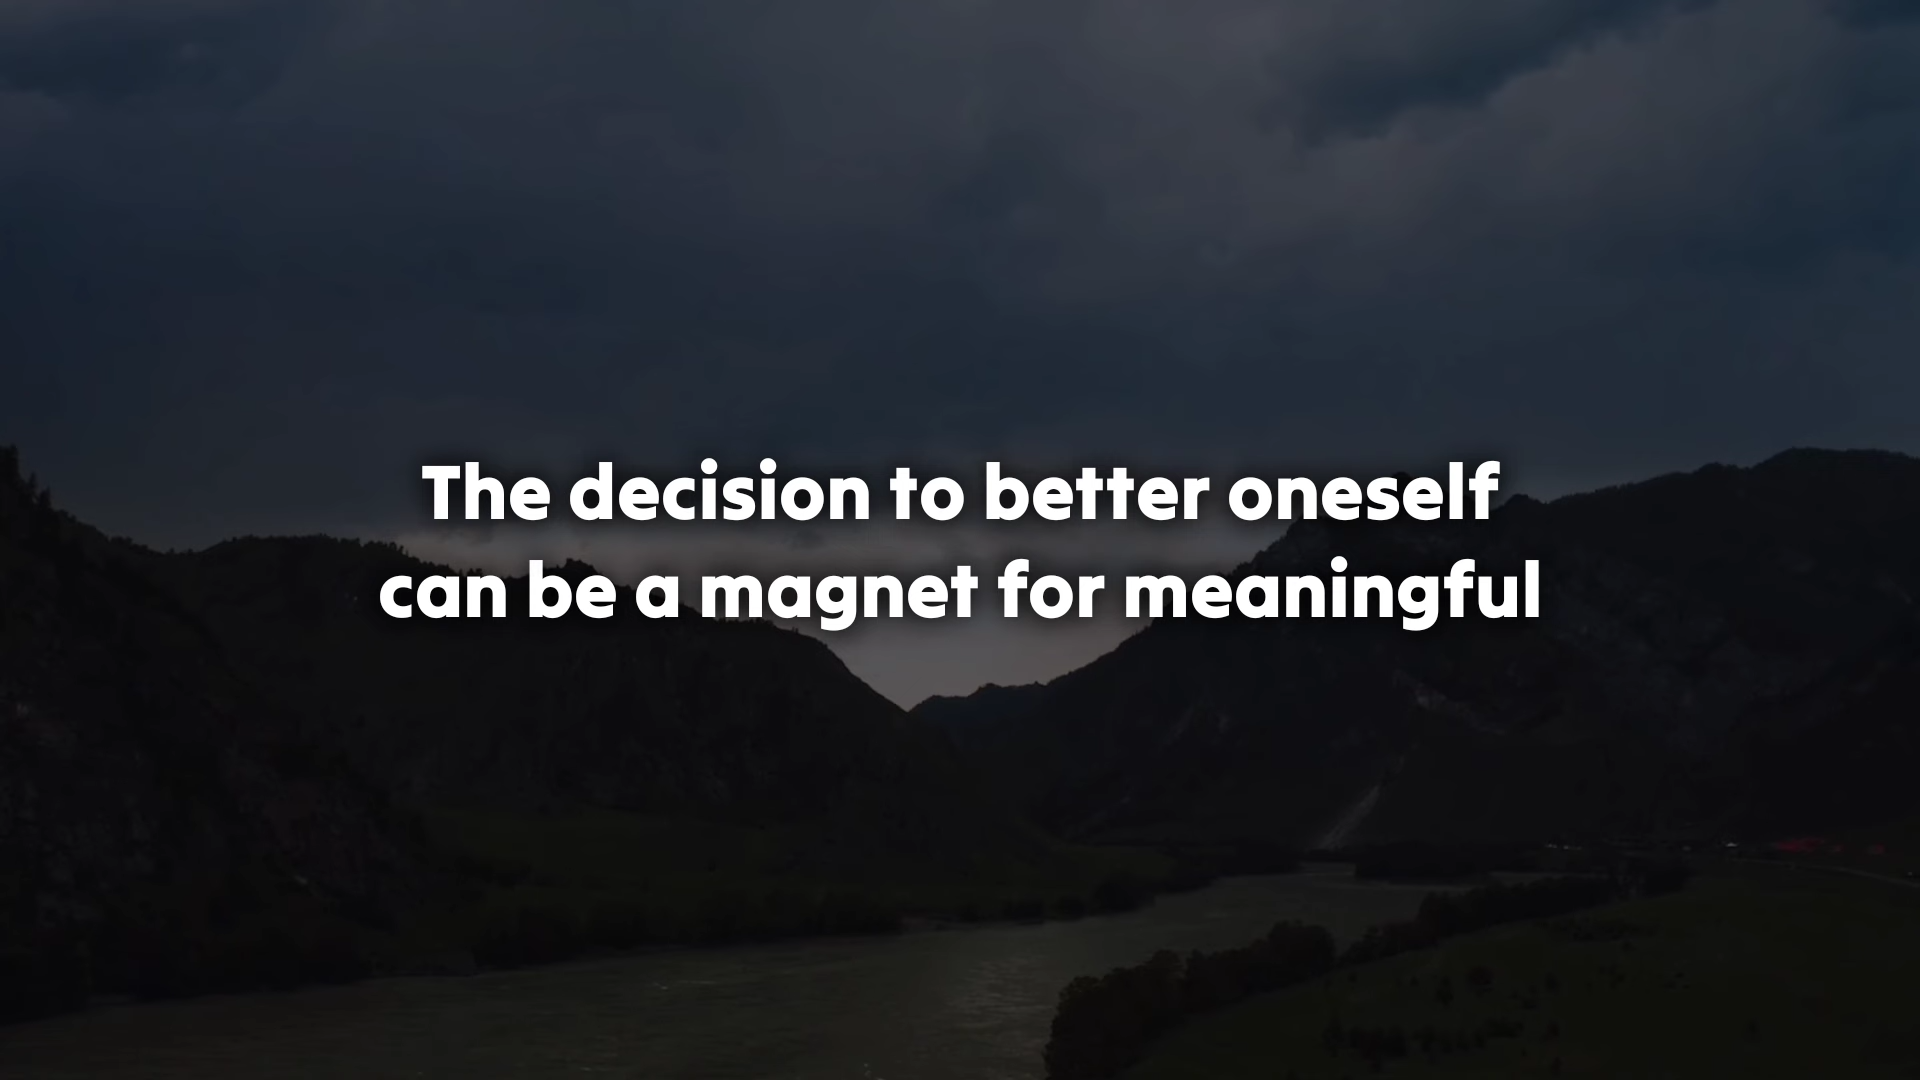 The decision to better oneself
can be a magnet for meaningful